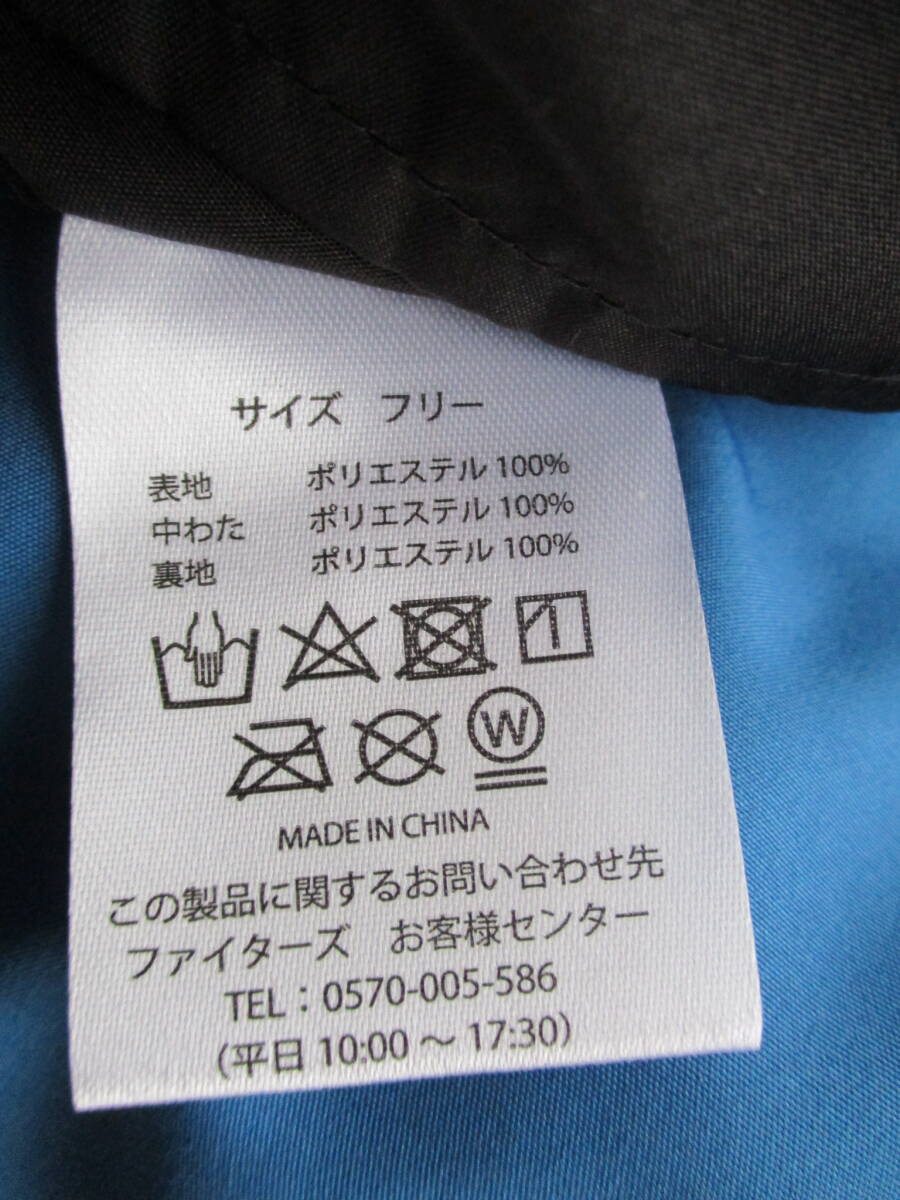 サイズ フリー
表地 ポリエステル 100%
中わた ポリエステル 100%
裏地 ポリエステル 100%
W
MADE IN CHINA
この製品に関するお問い合わせ先
ファイターズ お客様センター
TEL：0570-005-586
（平日 10:00 ～ 17:30）